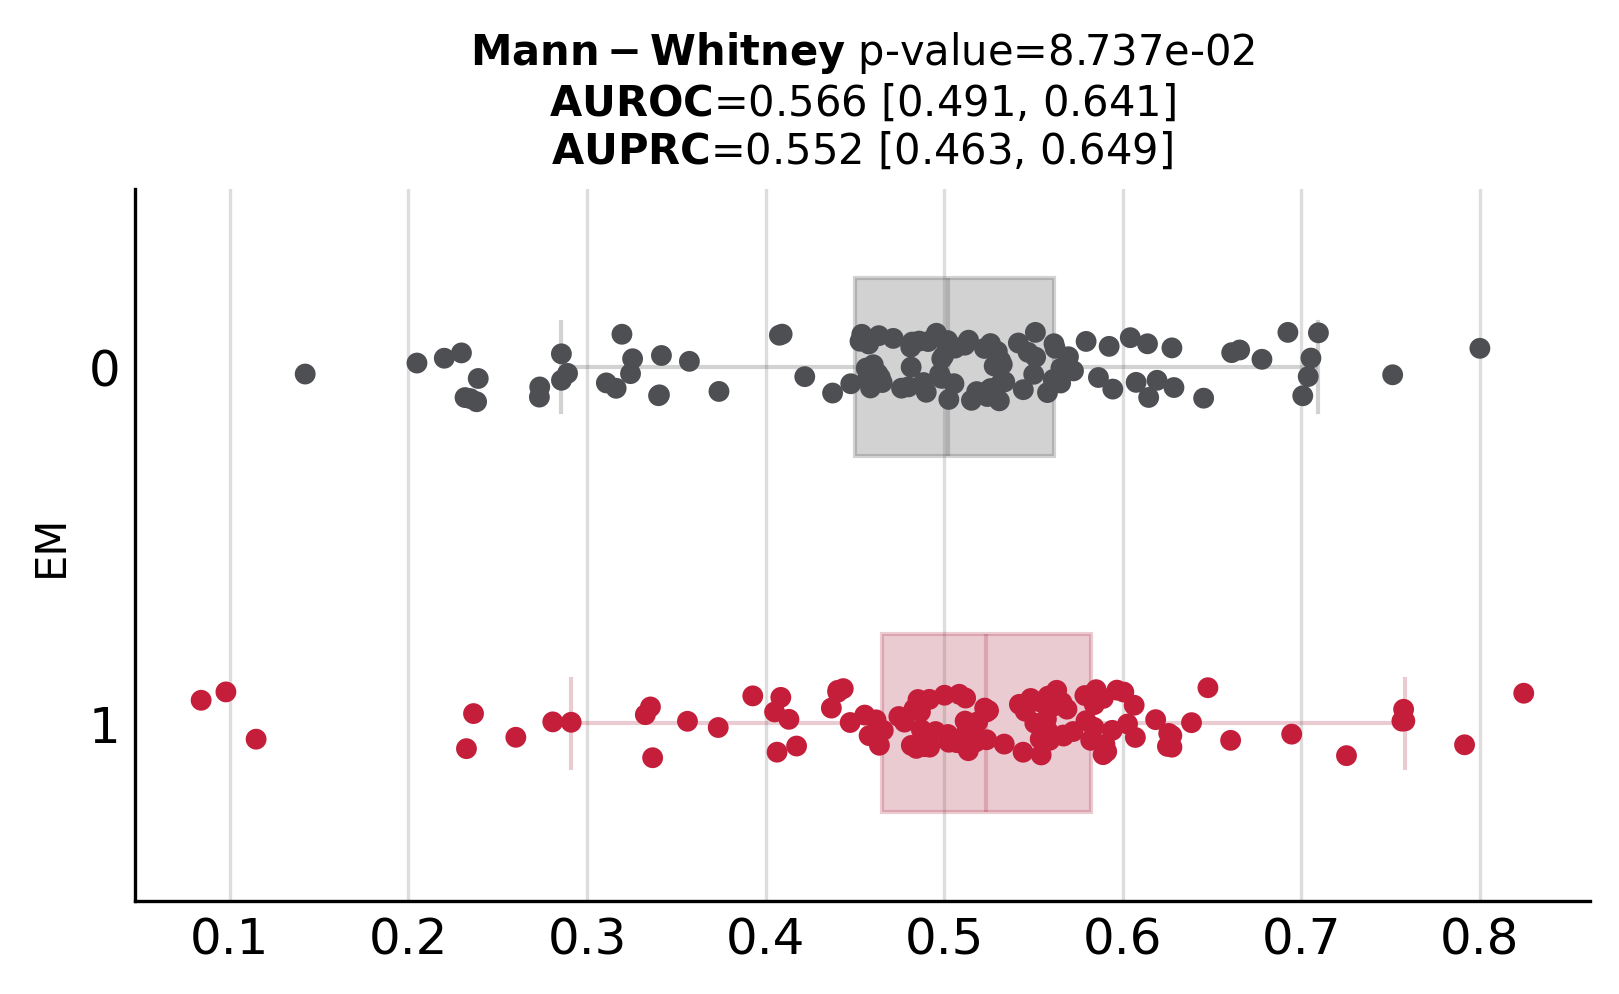 Mann − Whitney p-value=8.737e-02
AUROC=0.566 [0.491, 0.641]
AUPRC=0.552 [0.463, 0.649]
0
EM
1
0.1 0.2 0.3 0.4 0.5 0.6 0.7 0.8